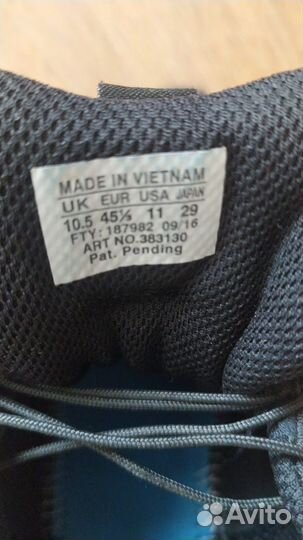 MADE IN VIETNAM
UK EUR USA JAPAN
10.5 45⅓ 11 29
FTY: 187982 09/16
ART NO.383130
Pat. Pending
Avito